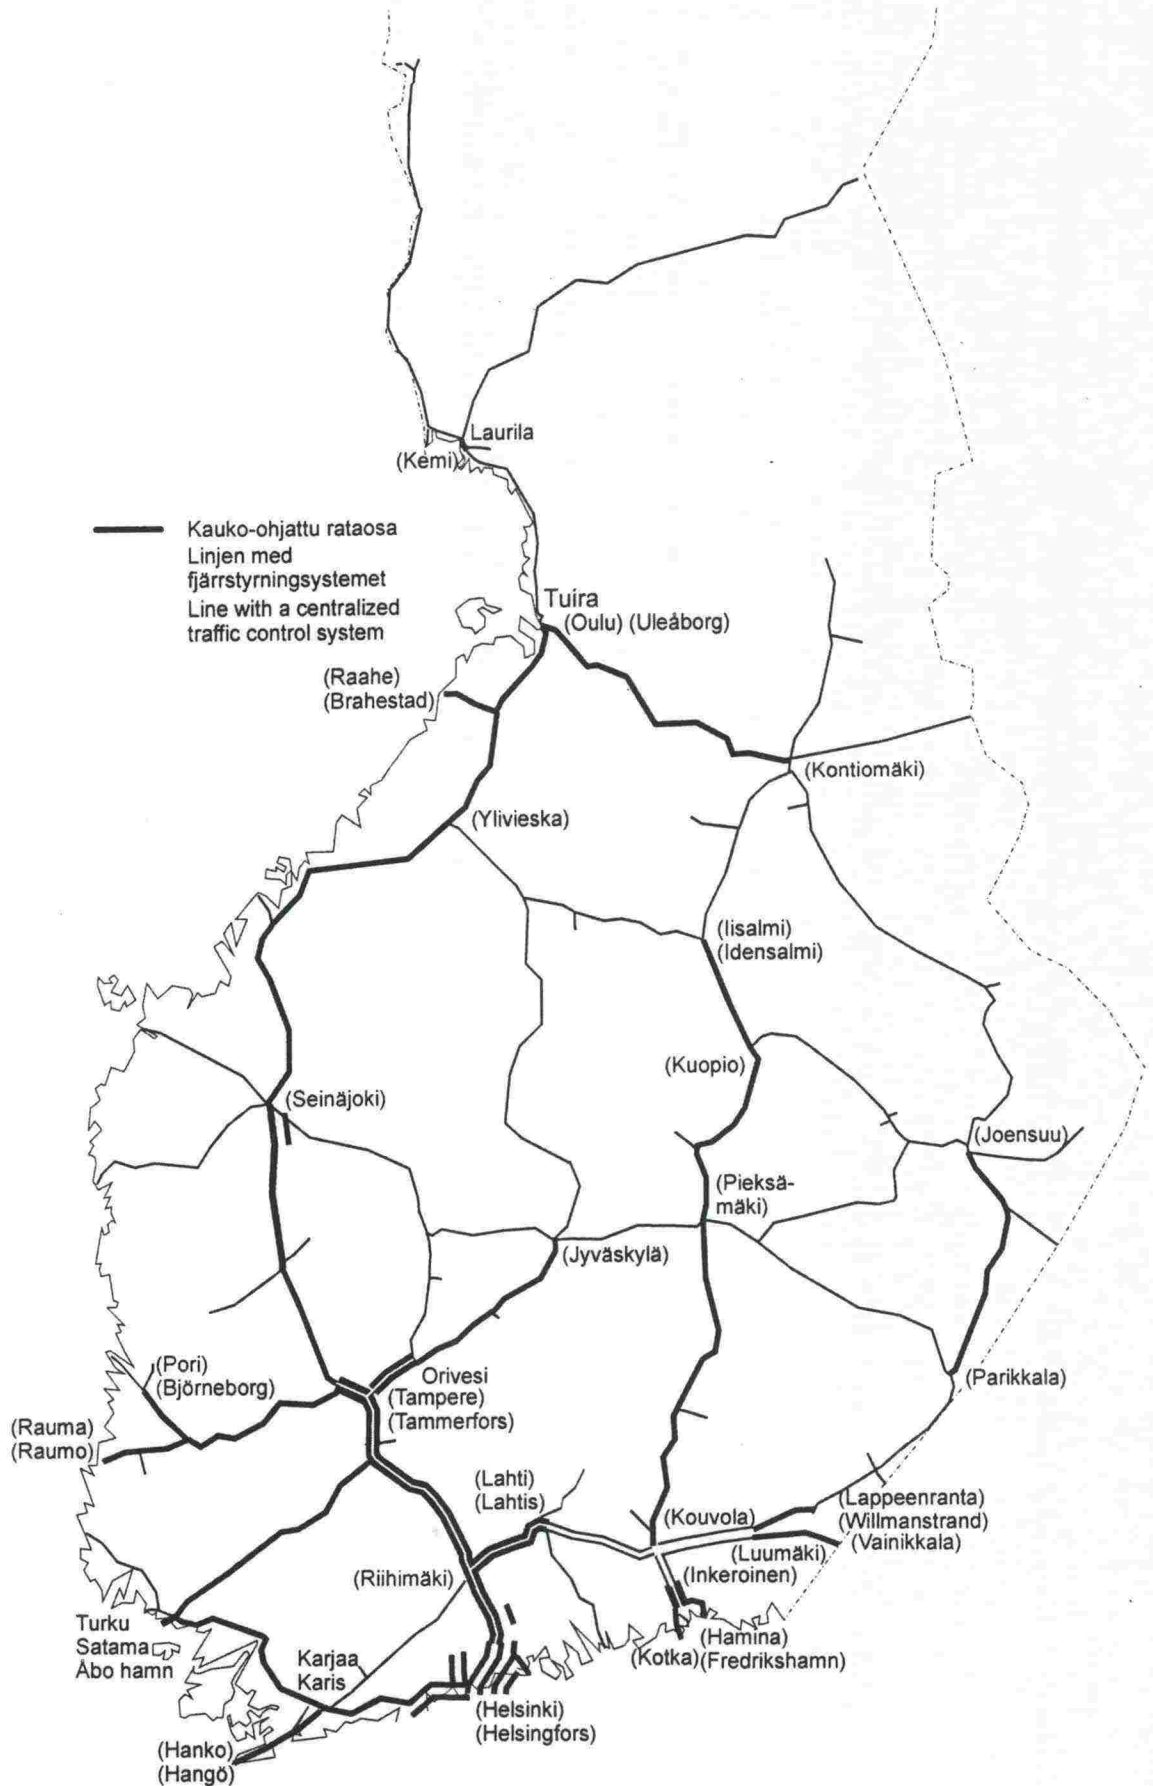 Laurila
(Kemi)
Kauko-ohjattu rataosa
Linjen med
fjärrstyrningsystemet
Line with a centralized
traffic control system
Tuira
(Oulu) (Uleåborg)
(Raahe)
(Brahestad)
(Kontiomäki)
(Ylivieska)
(Iisalmi)
(Idensalmi)
(Kuopio)
(Seinäjoki)
(Joensuu)
(Pieksä-
mäki)
(Jyväskylä)
(Pori)
(Björneborg)
Orivesi
(Tampere)
(Tammerfors)
(Parikkala)
(Rauma)
(Raumo)
(Lahti)
(Lahtis)
(Kouvola)
(Lappeenranta)
(Willmanstrand)
(Vainikkala)
(Luumäki)
(Inkeroinen)
(Riihimäki)
Turku
Satama
Åbo hamn
Karjaa
Karis
(Hamina)
(Kotka) (Fredrikshamn)
(Helsinki)
(Helsingfors)
(Hanko)
(Hangö)